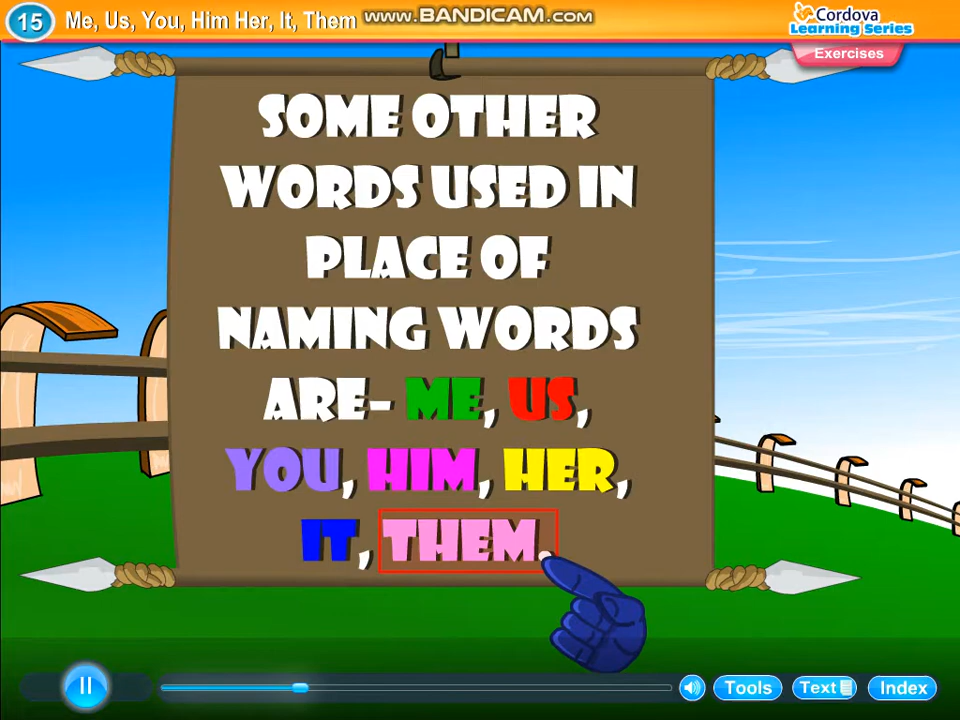 15 Me, Us, You, Him Her, It, Them
www.BANDICAM.com
Cordova
Learning Series
Exercises
SOME OTHER
WORDS USED IN
PLACE OF
NAMING WORDS
ARE- ME, US,
YOU, HIM, HER,
IT, THEM.
Tools Text Index